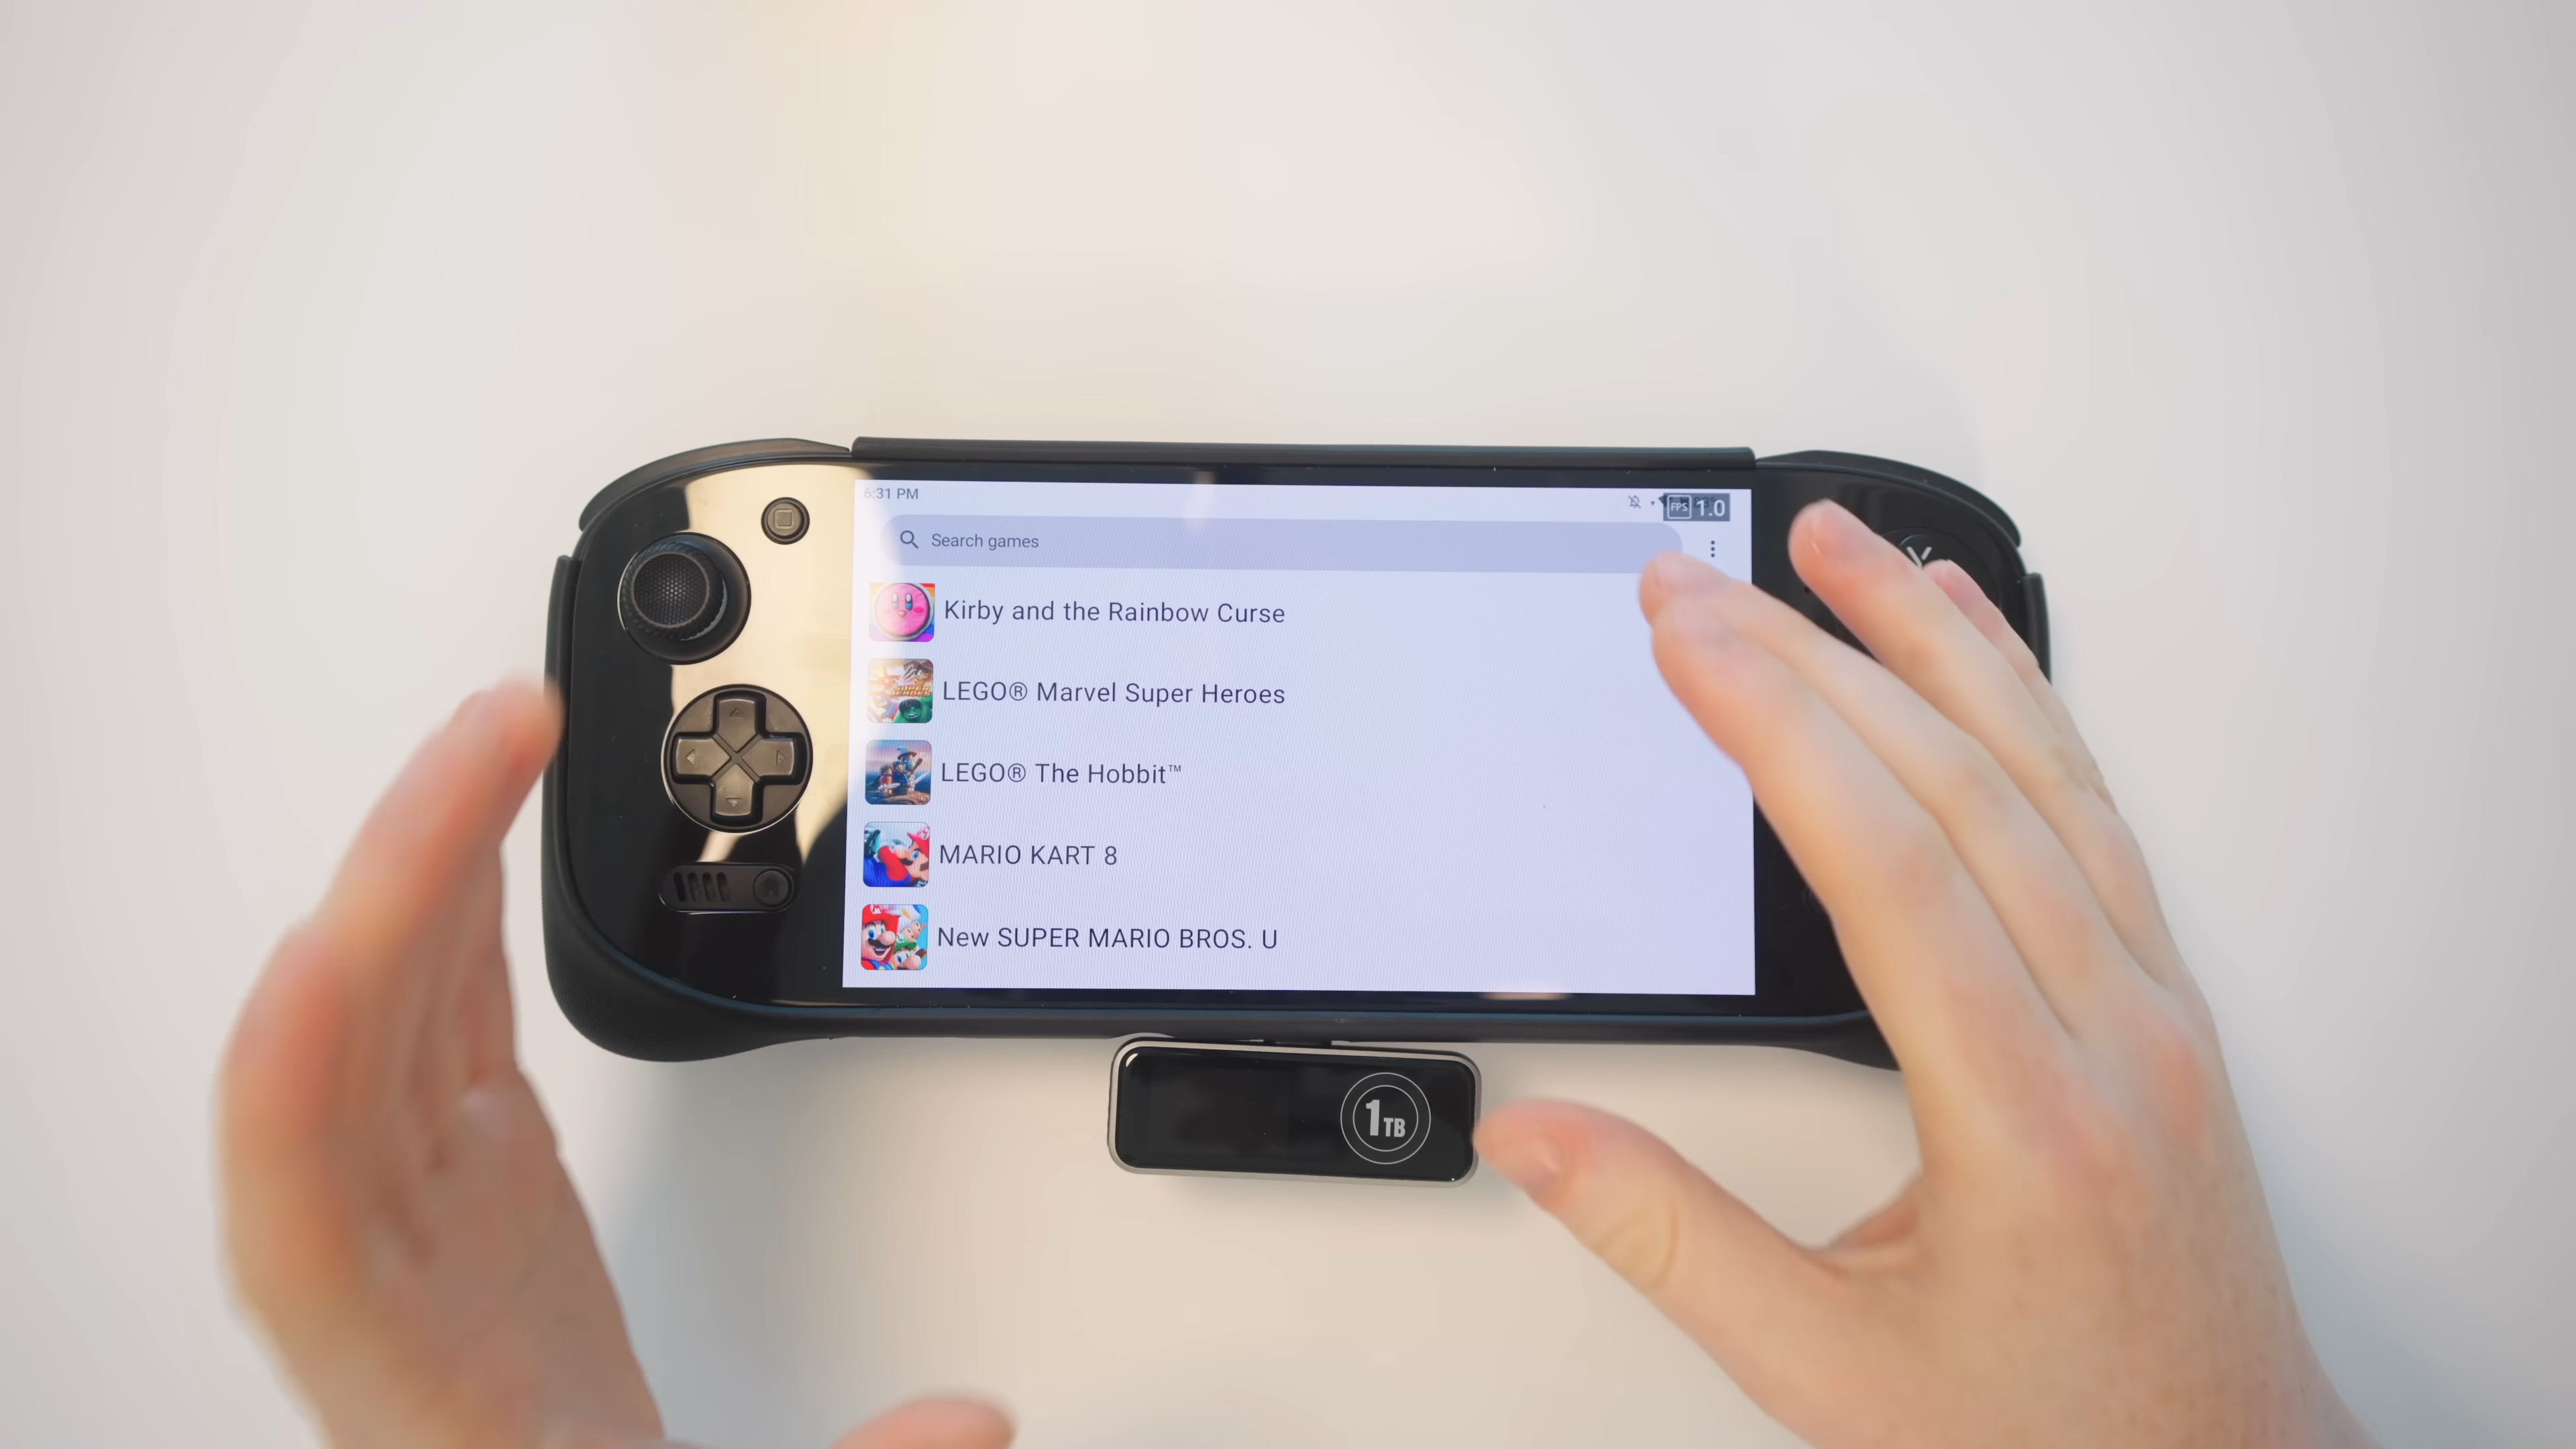 6:31 PM
FPS 1.0
Search games
Y
Kirby and the Rainbow Curse
LEGO® Marvel Super Heroes
LEGO® The Hobbit™
MARIO KART 8
New SUPER MARIO BROS. U
1TB